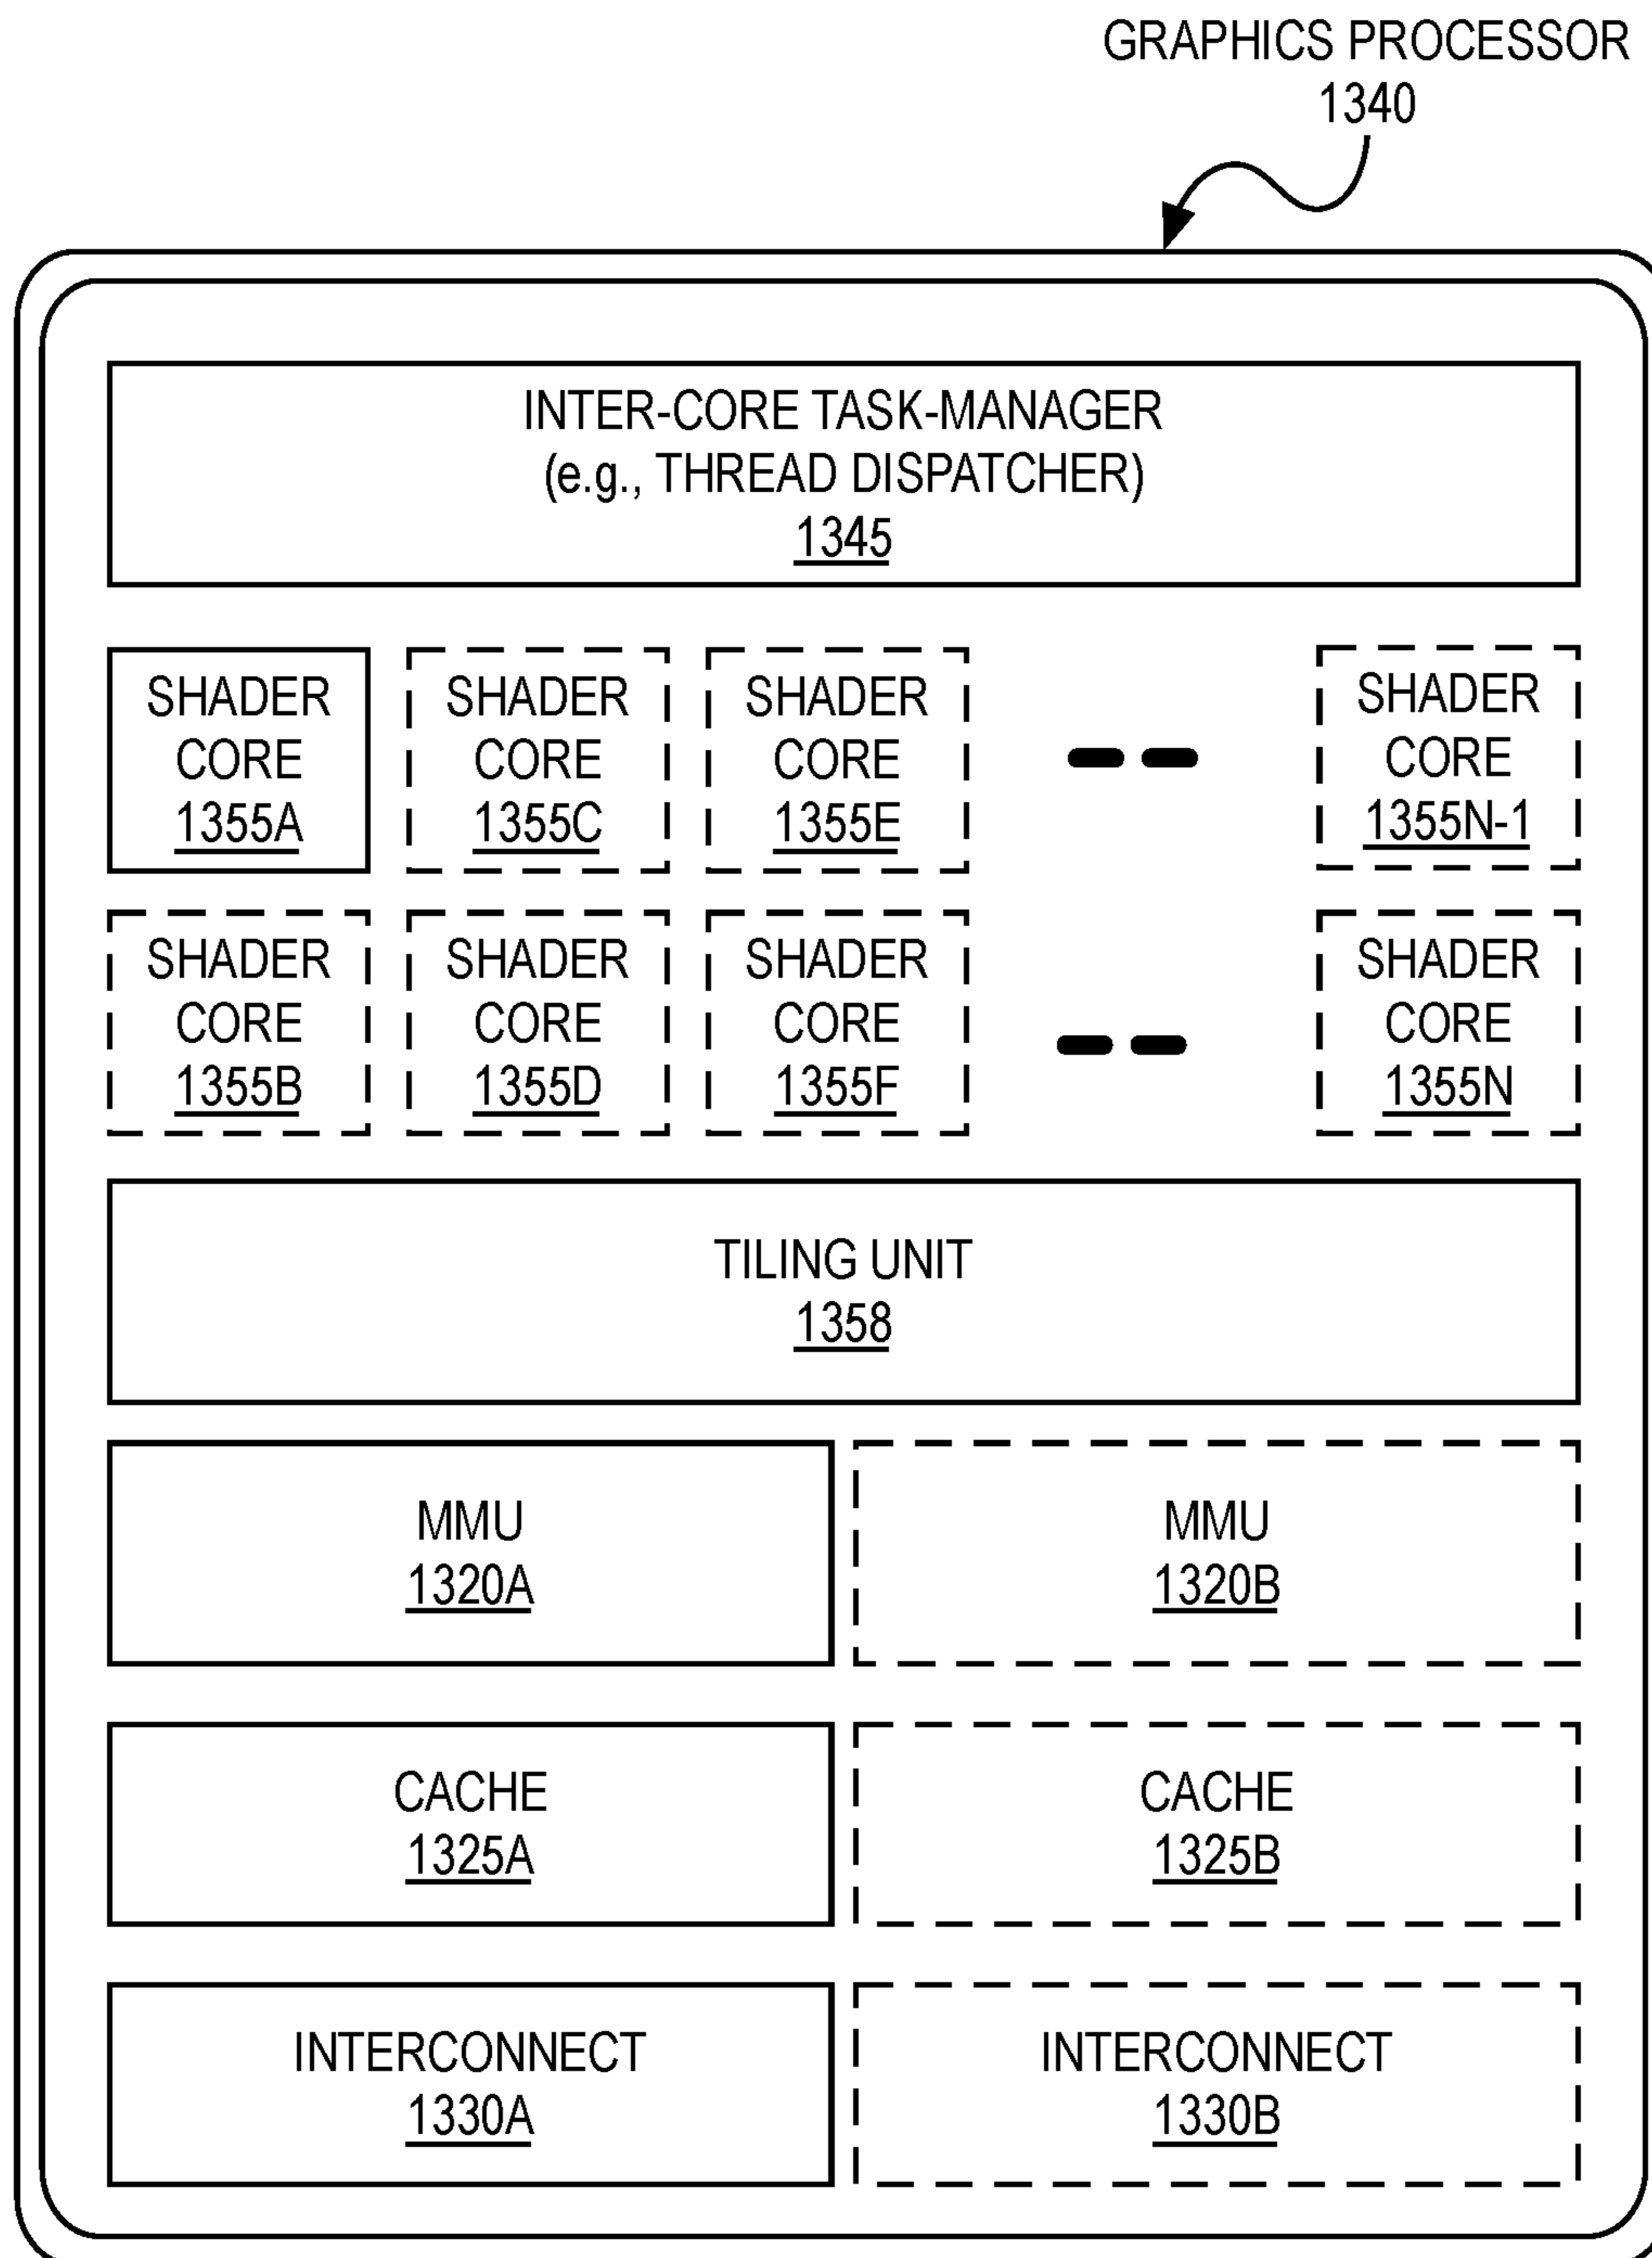 GRAPHICS PROCESSOR
1340
INTER-CORE TASK-MANAGER
(e.g., THREAD DISPATCHER)
1345
SHADER
CORE
1355A
SHADER
CORE
1355C
SHADER
CORE
1355E
SHADER
CORE
1355N-1
SHADER
CORE
1355B
SHADER
CORE
1355D
SHADER
CORE
1355F
SHADER
CORE
1355N
TILING UNIT
1358
MMU
1320A
MMU
1320B
CACHE
1325A
CACHE
1325B
INTERCONNECT
1330A
INTERCONNECT
1330B